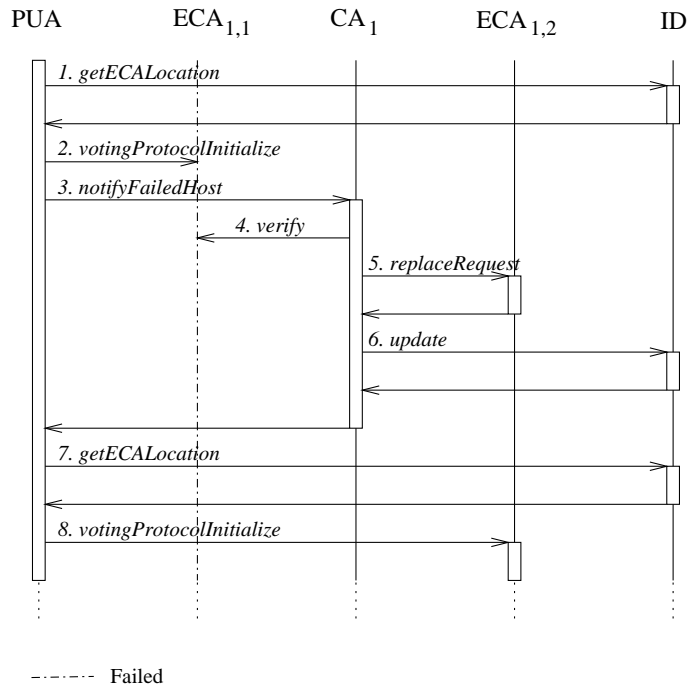 PUA ECA1,1 CA1 ECA1,2 ID
1. getECALocation
2. votingProtocolInitialize
3. notifyFailedHost
4. verify
5. replaceRequest
6. update
7. getECALocation
8. votingProtocolInitialize
Failed